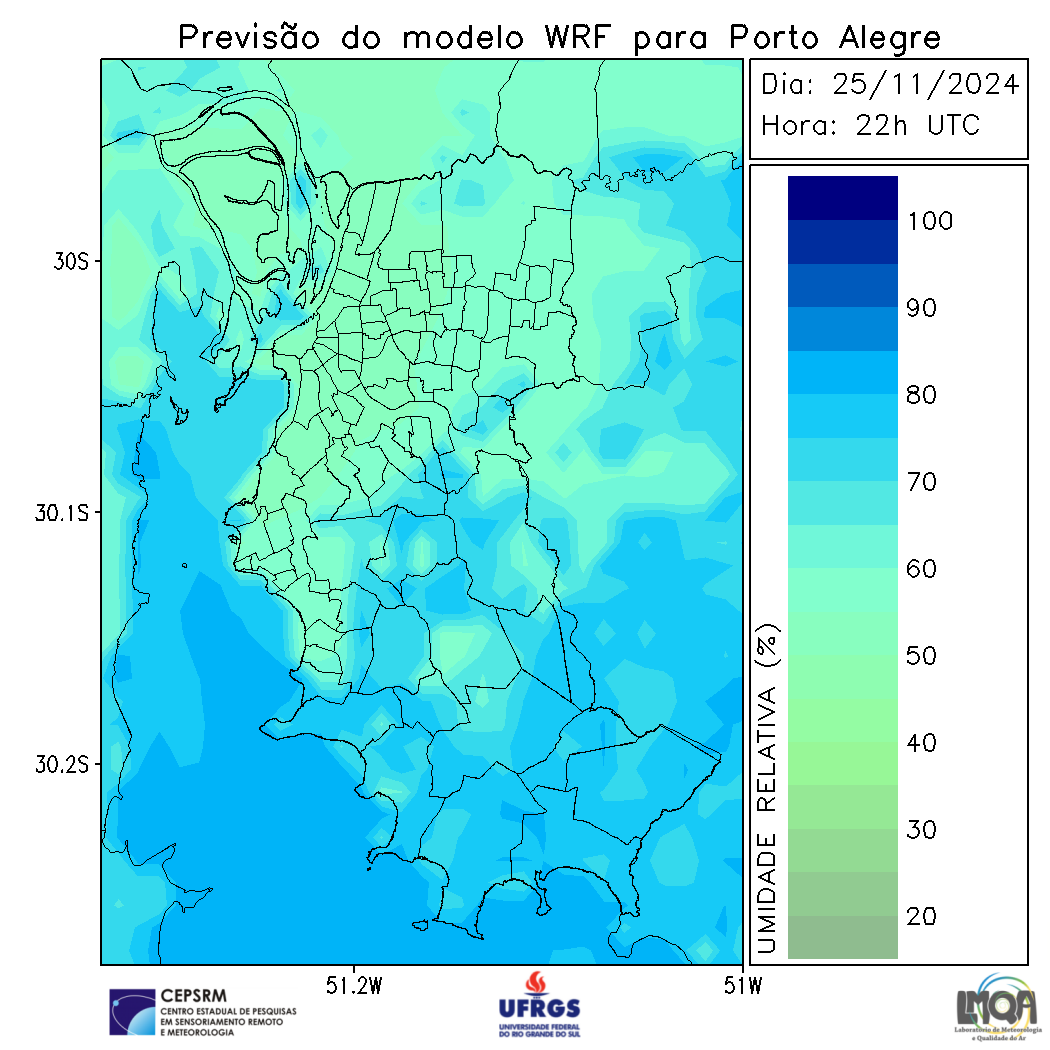 Previsão do modelo WRF para Porto Alegre
Dia: 25/11/2024
Hora: 22h UTC
30S
30.1S
30.2S
51.2W
51W
100
90
80
70
60
50
40
30
20
UMIDADE RELATIVA (%)
CEPSRM
CENTRO ESTADUAL DE PESQUISAS
EM SENSORIAMENTO REMOTO
E METEOROLOGIA
UFRGS
UNIVERSIDADE FEDERAL
DO RIO GRANDE DO SUL
LMQA
Laboratório de Meteorologia
e Qualidade do Ar